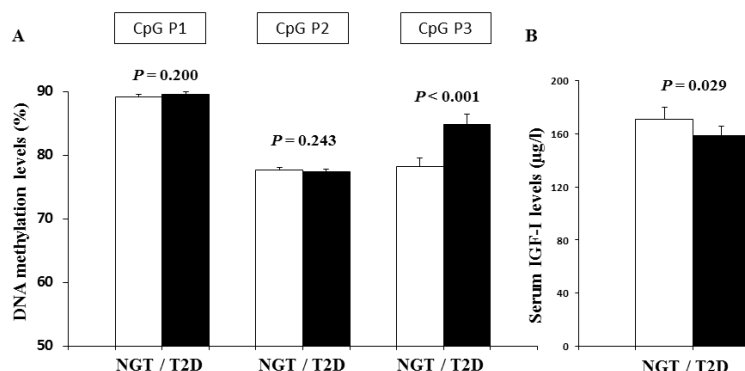 A
CpG P1
CpG P2
CpG P3
B
DNA methylation levels (%)
90
80
70
60
50
P = 0.200
P = 0.243
P < 0.001
NGT / T2D
NGT / T2D
NGT / T2D
Serum IGF-I levels (µg/l)
200
160
120
80
40
0
P = 0.029
NGT / T2D